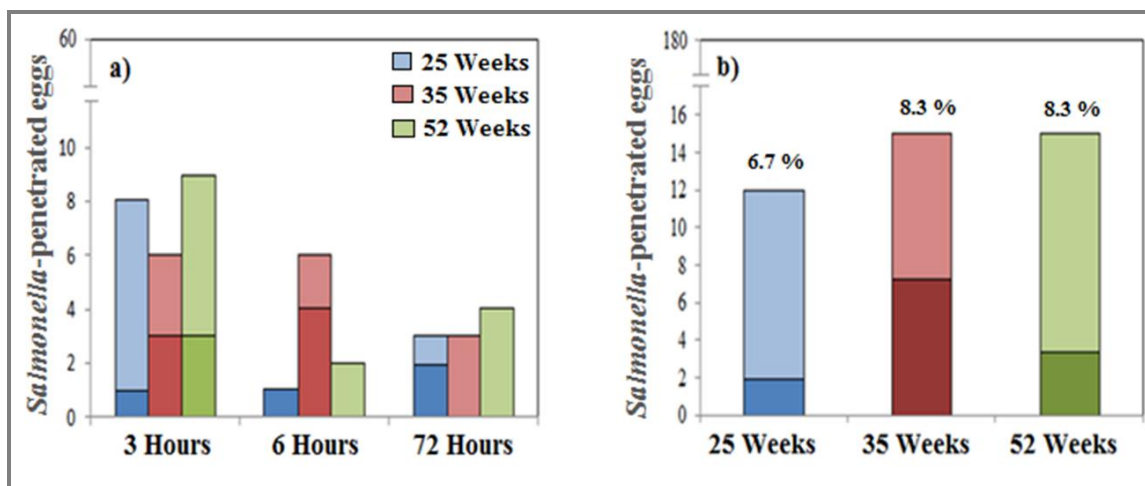 Salmonella-penetrated eggs
60
10
8
6
4
2
0
a)
25 Weeks
35 Weeks
52 Weeks
3 Hours
6 Hours
72 Hours
Salmonella-penetrated eggs
180
16
14
12
10
8
6
4
2
0
b)
6.7 %
8.3 %
8.3 %
25 Weeks
35 Weeks
52 Weeks